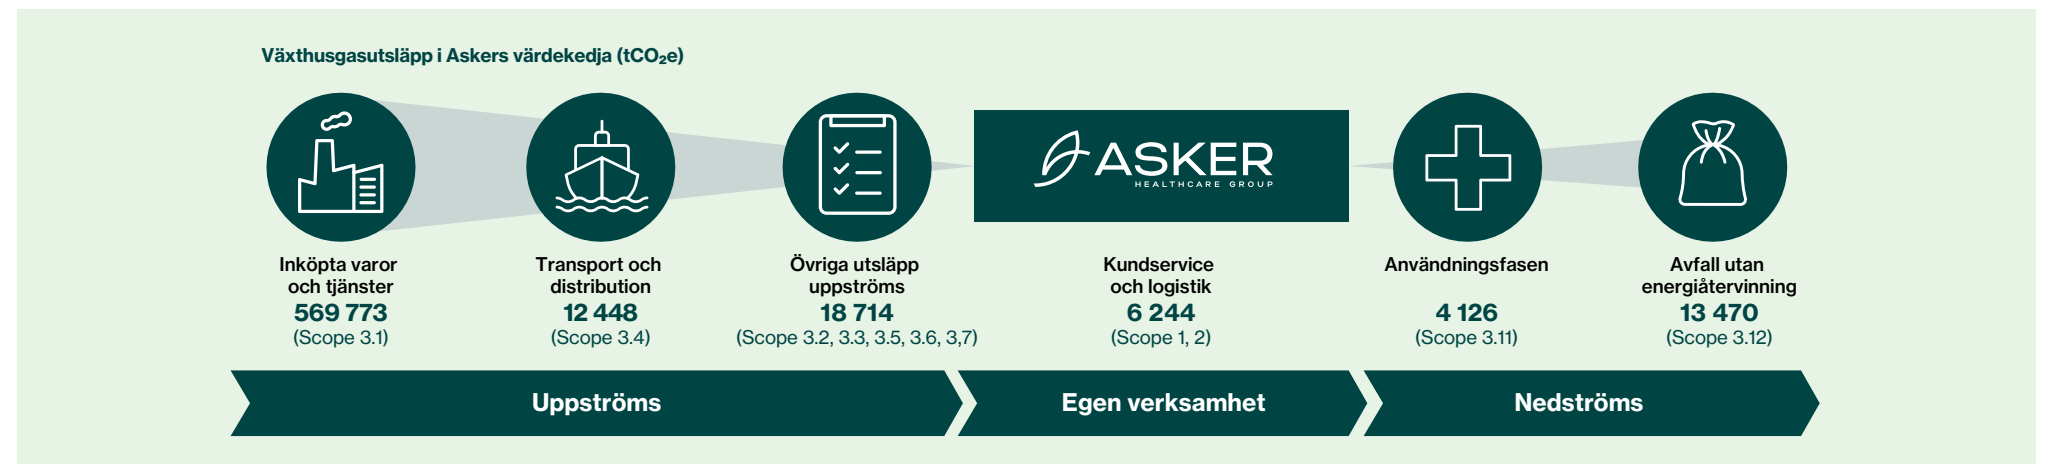 Växthusgasutsläpp i Askers värdekedja (tCO₂e)
ASKER
HEALTHCARE GROUP
Inköpta varor
och tjänster
569 773
(Scope 3.1)
Transport och
distribution
12 448
(Scope 3.4)
Övriga utsläpp
uppströms
18 714
(Scope 3.2, 3.3, 3.5, 3.6, 3,7)
Kundservice
och logistik
6 244
(Scope 1, 2)
Användningsfasen
4 126
(Scope 3.11)
Avfall utan
energiåtervinning
13 470
(Scope 3.12)
Uppströms
Egen verksamhet
Nedströms